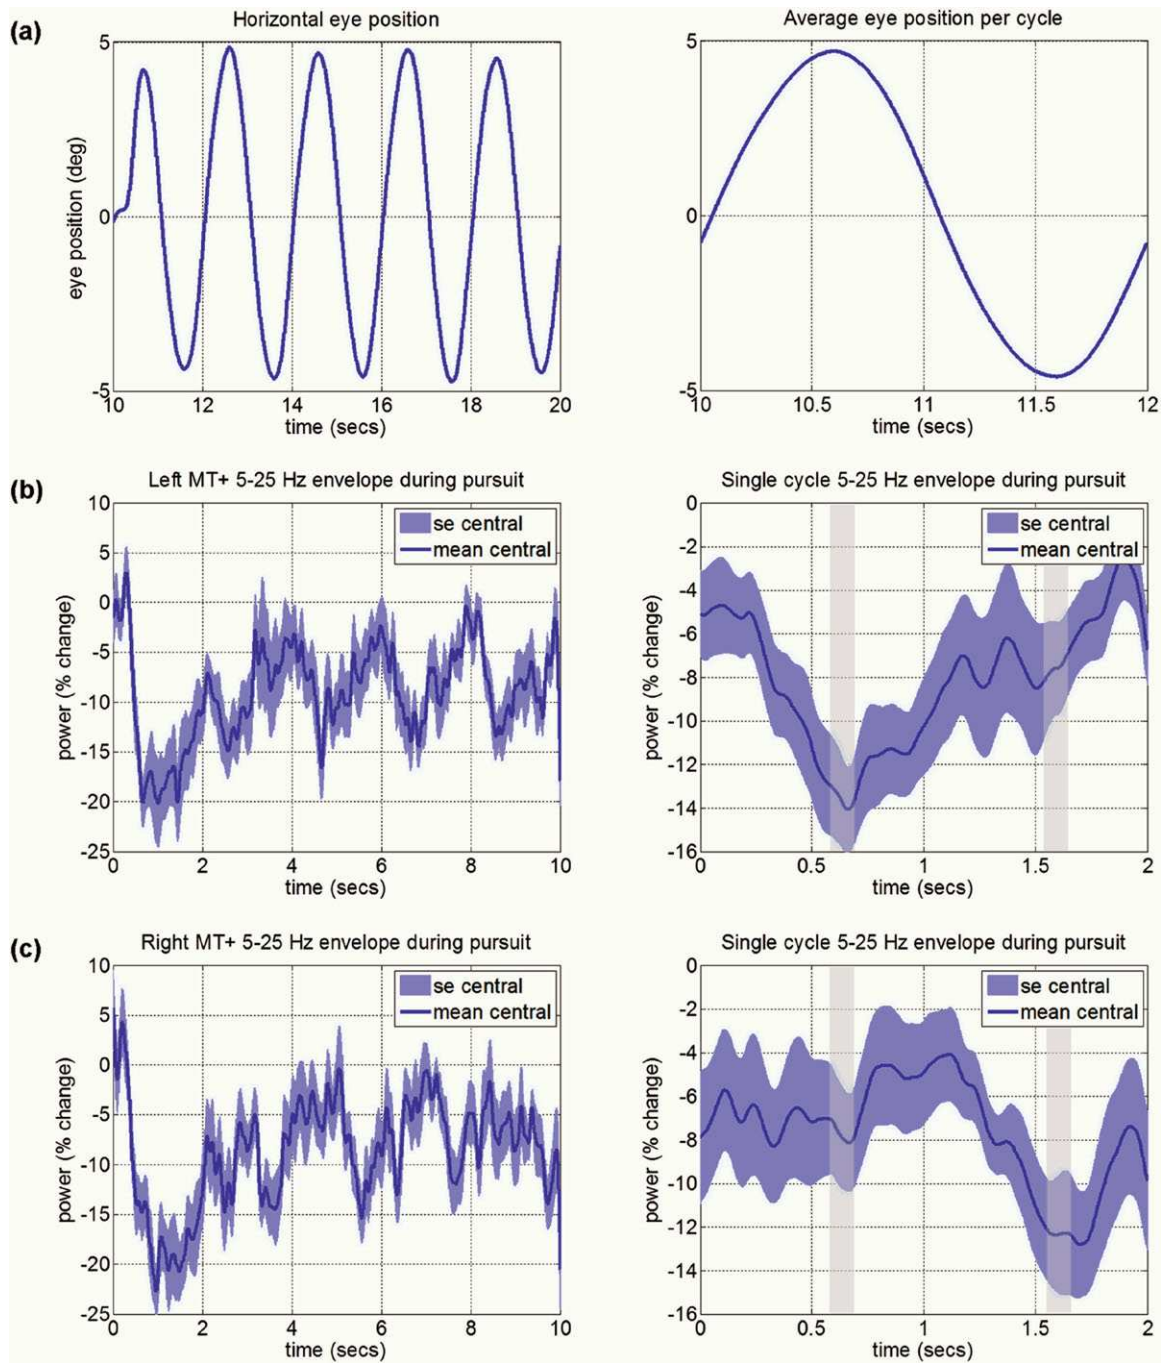 (a)
Horizontal eye position
5
0
-5
eye position (deg)
10 12 14 16 18 20
time (secs)
Average eye position per cycle
5
0
-5
10 10.5 11 11.5 12
time (secs)
(b)
Left MT+ 5-25 Hz envelope during pursuit
10
5
0
-5
-10
-15
-20
-25
power (% change)
se central
mean central
0 2 4 6 8 10
time (secs)
Single cycle 5-25 Hz envelope during pursuit
0
-2
-4
-6
-8
-10
-12
-14
-16
power (% change)
se central
mean central
0 0.5 1 1.5 2
time (secs)
(c)
Right MT+ 5-25 Hz envelope during pursuit
10
5
0
-5
-10
-15
-20
-25
power (% change)
se central
mean central
0 2 4 6 8 10
time (secs)
Single cycle 5-25 Hz envelope during pursuit
0
-2
-4
-6
-8
-10
-12
-14
-16
power (% change)
se central
mean central
0 0.5 1 1.5 2
time (secs)